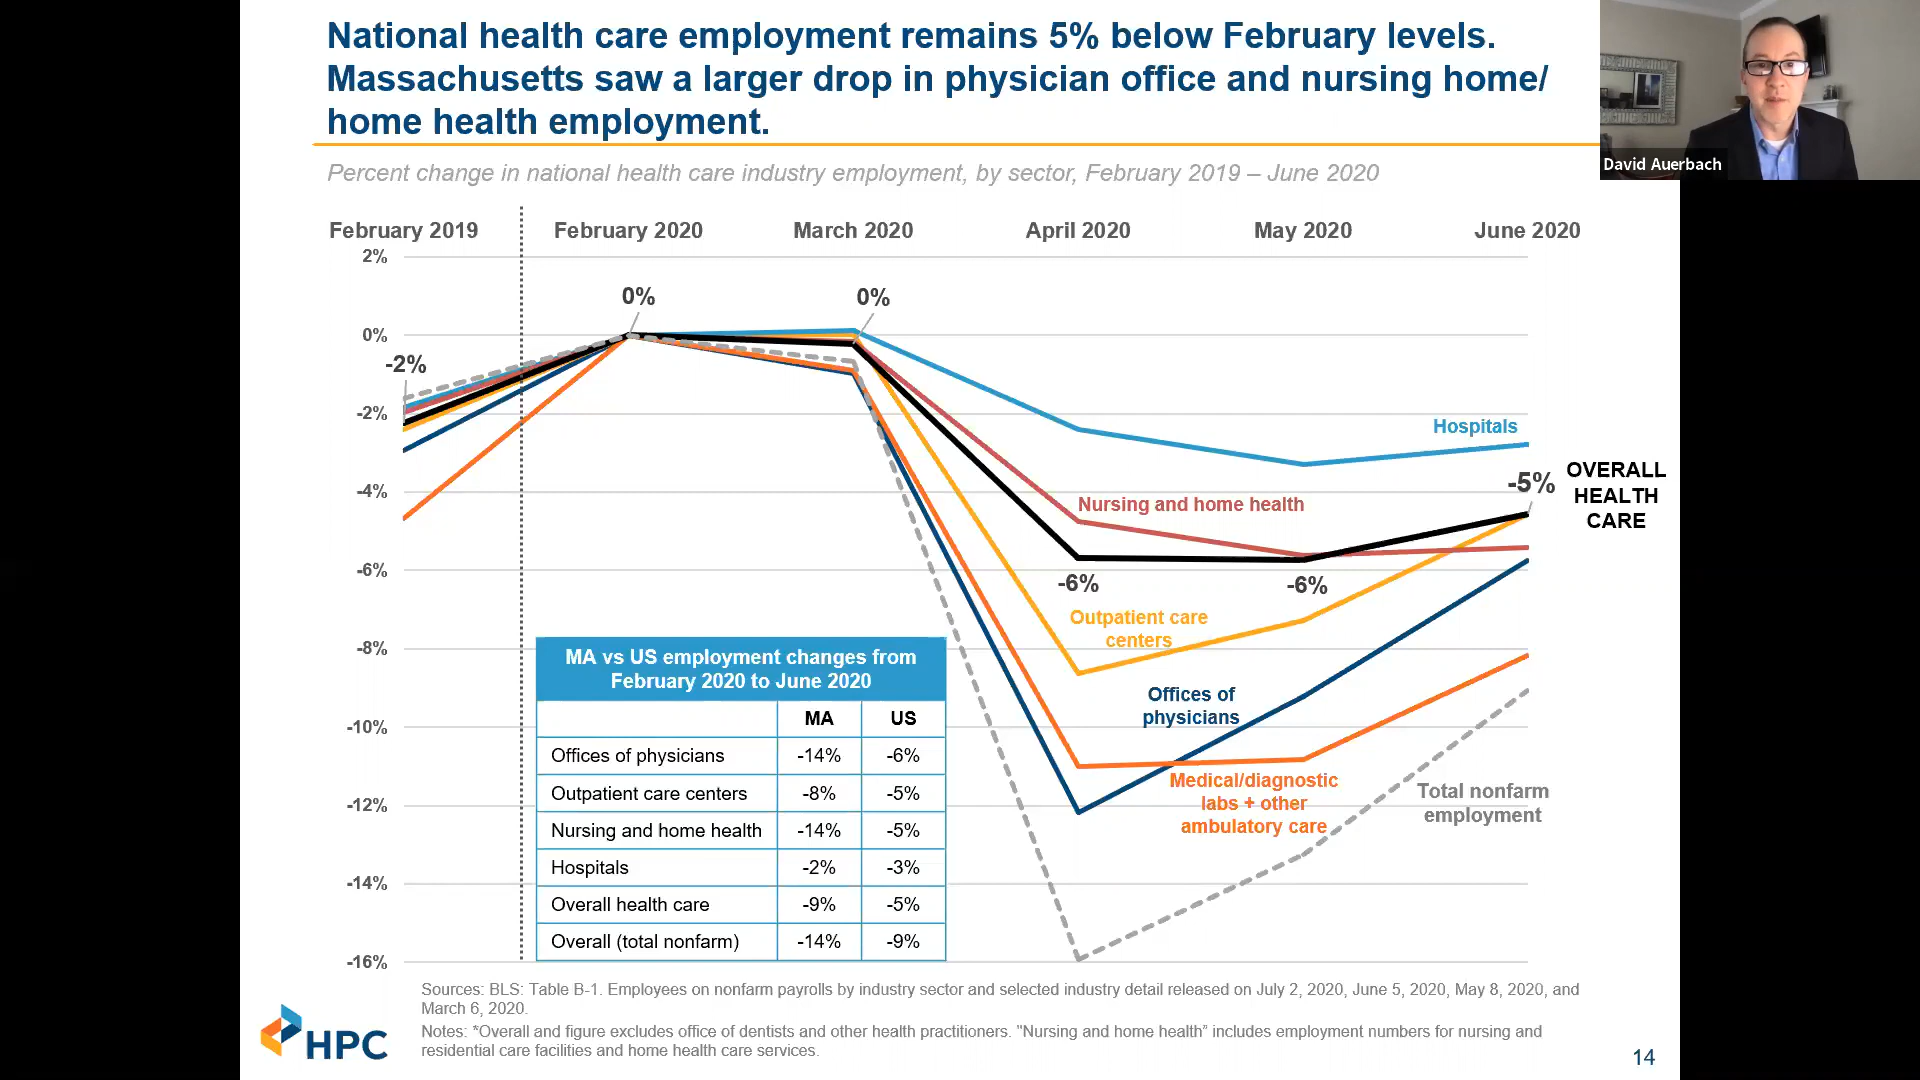 National health care employment remains 5% below February levels.
Massachusetts saw a larger drop in physician office and nursing home/
home health employment.
David Auerbach
Percent change in national health care industry employment, by sector, February 2019 – June 2020
February 2019 February 2020 March 2020 April 2020 May 2020 June 2020
2%
0%
-2%
-4%
-6%
-8%
-10%
-12%
-14%
-16%
-2%
0%
0%
-6%
-6%
-5%
OVERALL
HEALTH
CARE
Hospitals
Nursing and home health
Outpatient care
centers
Offices of
physicians
Medical/diagnostic
labs + other
ambulatory care
Total nonfarm
employment
MA vs US employment changes from
February 2020 to June 2020
MA US
Offices of physicians -14% -6%
Outpatient care centers -8% -5%
Nursing and home health -14% -5%
Hospitals -2% -3%
Overall health care -9% -5%
Overall (total nonfarm) -14% -9%
Sources: BLS: Table B-1. Employees on nonfarm payrolls by industry sector and selected industry detail released on July 2, 2020, June 5, 2020, May 8, 2020, and
March 6, 2020.
Notes: *Overall and figure excludes office of dentists and other health practitioners. "Nursing and home health” includes employment numbers for nursing and
residential care facilities and home health care services.
HPC
14